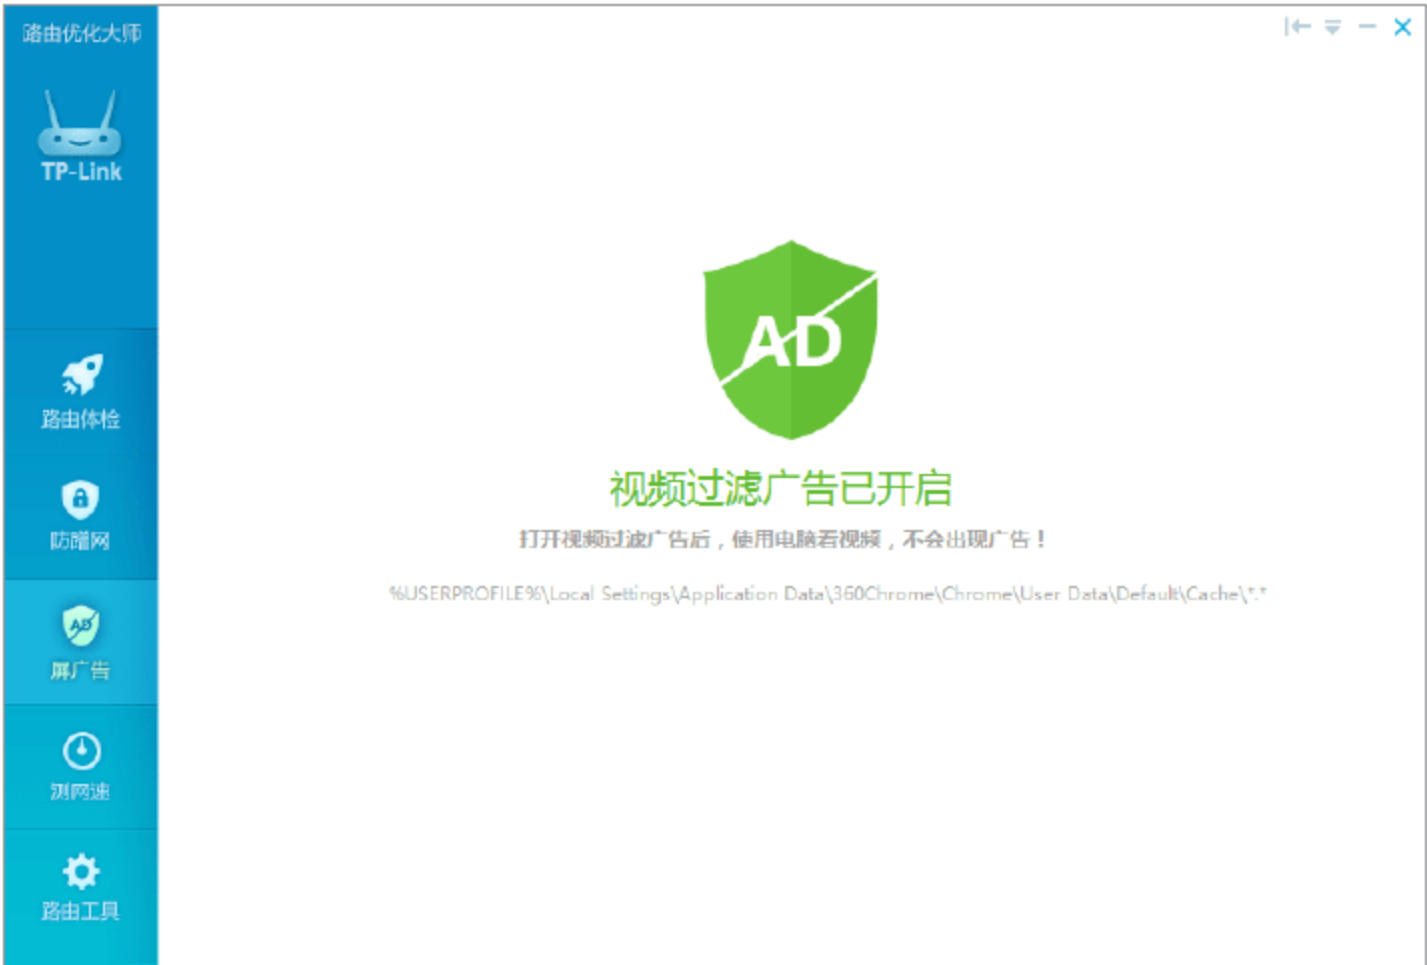 路由优化大师
TP-Link
路由体检
防蹭网
AD
屏广告
测网速
路由工具
AD
视频过滤广告已开启
打开视频过滤广告后，使用电脑看视频，不会出现广告！
%USERPROFILE%\Local Settings\Application Data\360Chrome\Chrome\User Data\Default\Cache\*.*